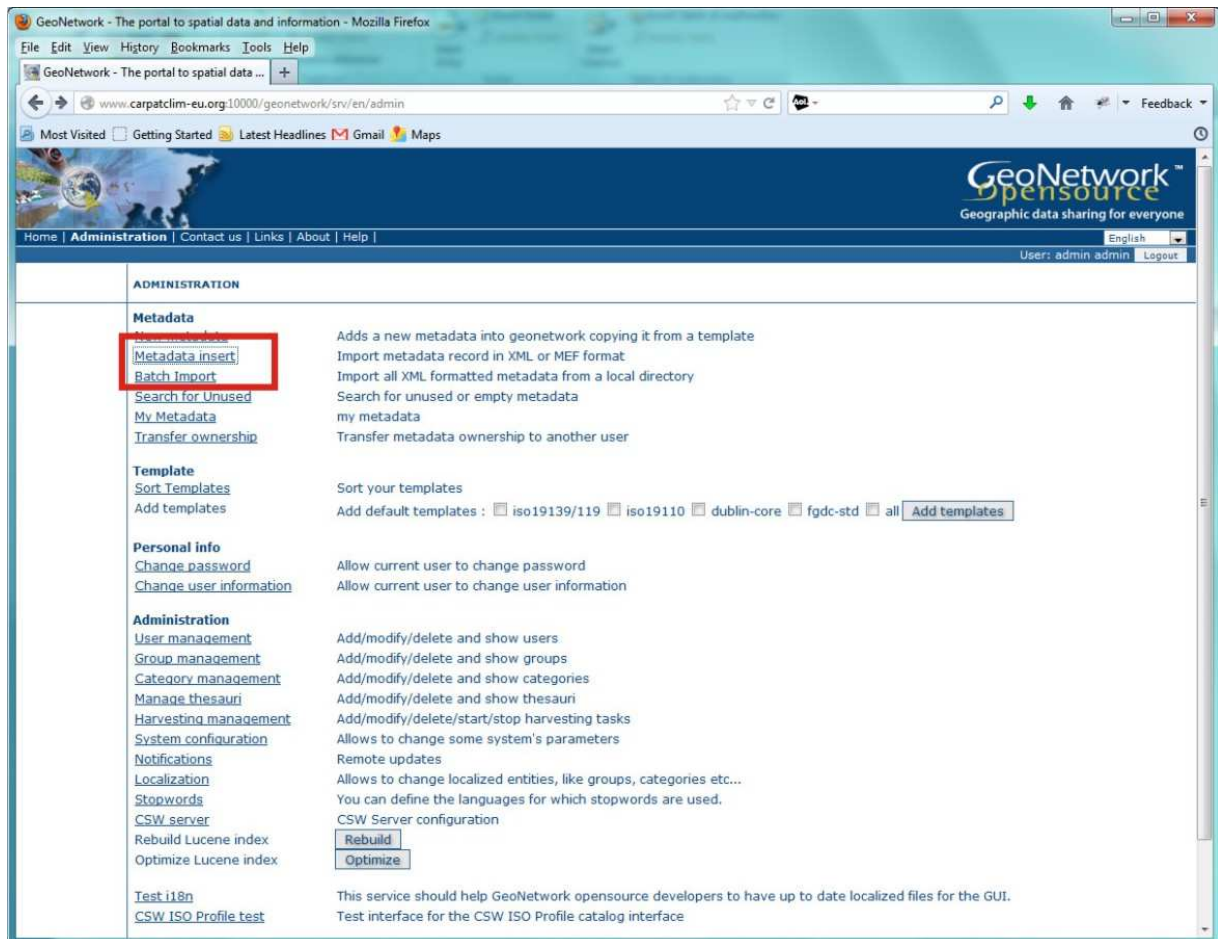 GeoNetwork - The portal to spatial data and information - Mozilla Firefox
File Edit View History Bookmarks Tools Help
GeoNetwork - The portal to spatial data ...
www.carpatclim-eu.org:10000/geonetwork/srv/en/admin
Aol.
Feedback
Most Visited Getting Started Latest Headlines Gmail Maps
GeoNetwork™
opensource
Geographic data sharing for everyone
Home | Administration | Contact us | Links | About | Help |
English
User: admin admin Logout
ADMINISTRATION
Metadata
New metadata Adds a new metadata into geonetwork copying it from a template
Metadata insert Import metadata record in XML or MEF format
Batch Import Import all XML formatted metadata from a local directory
Search for Unused Search for unused or empty metadata
My Metadata my metadata
Transfer ownership Transfer metadata ownership to another user
Template
Sort Templates Sort your templates
Add templates Add default templates : iso19139/119 iso19110 dublin-core fgdc-std all Add templates
Personal info
Change password Allow current user to change password
Change user information Allow current user to change user information
Administration
User management Add/modify/delete and show users
Group management Add/modify/delete and show groups
Category management Add/modify/delete and show categories
Manage thesauri Add/modify/delete and show thesauri
Harvesting management Add/modify/delete/start/stop harvesting tasks
System configuration Allows to change some system's parameters
Notifications Remote updates
Localization Allows to change localized entities, like groups, categories etc...
Stopwords You can define the languages for which stopwords are used.
CSW server CSW Server configuration
Rebuild Lucene index Rebuild
Optimize Lucene index Optimize
Test i18n This service should help GeoNetwork opensource developers to have up to date localized files for the GUI.
CSW ISO Profile test Test interface for the CSW ISO Profile catalog interface